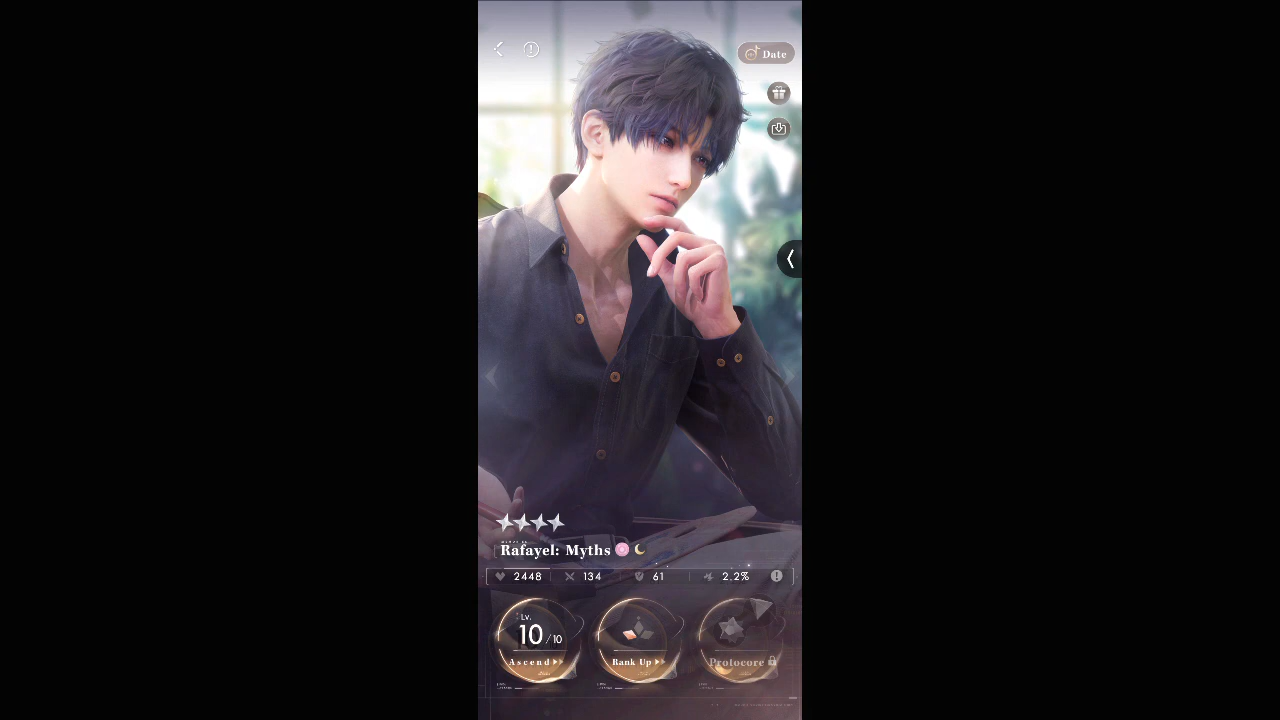 Date
Rafayel: Myths
2448 134 61 2.2%
Lv.
10/10
Ascend
Rank Up
Protocore